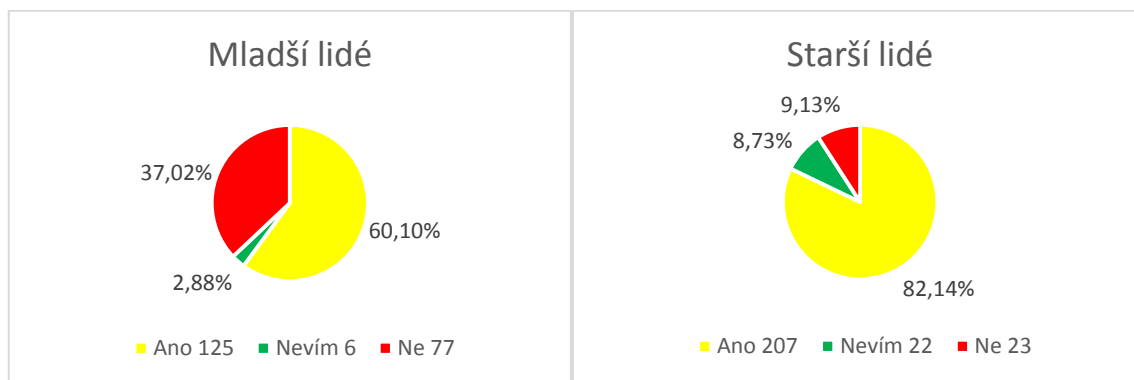 Mladší lidé
37,02%
60,10%
2,88%
Ano 125 Nevím 6 Ne 77
Starší lidé
9,13%
8,73%
82,14%
Ano 207 Nevím 22 Ne 23